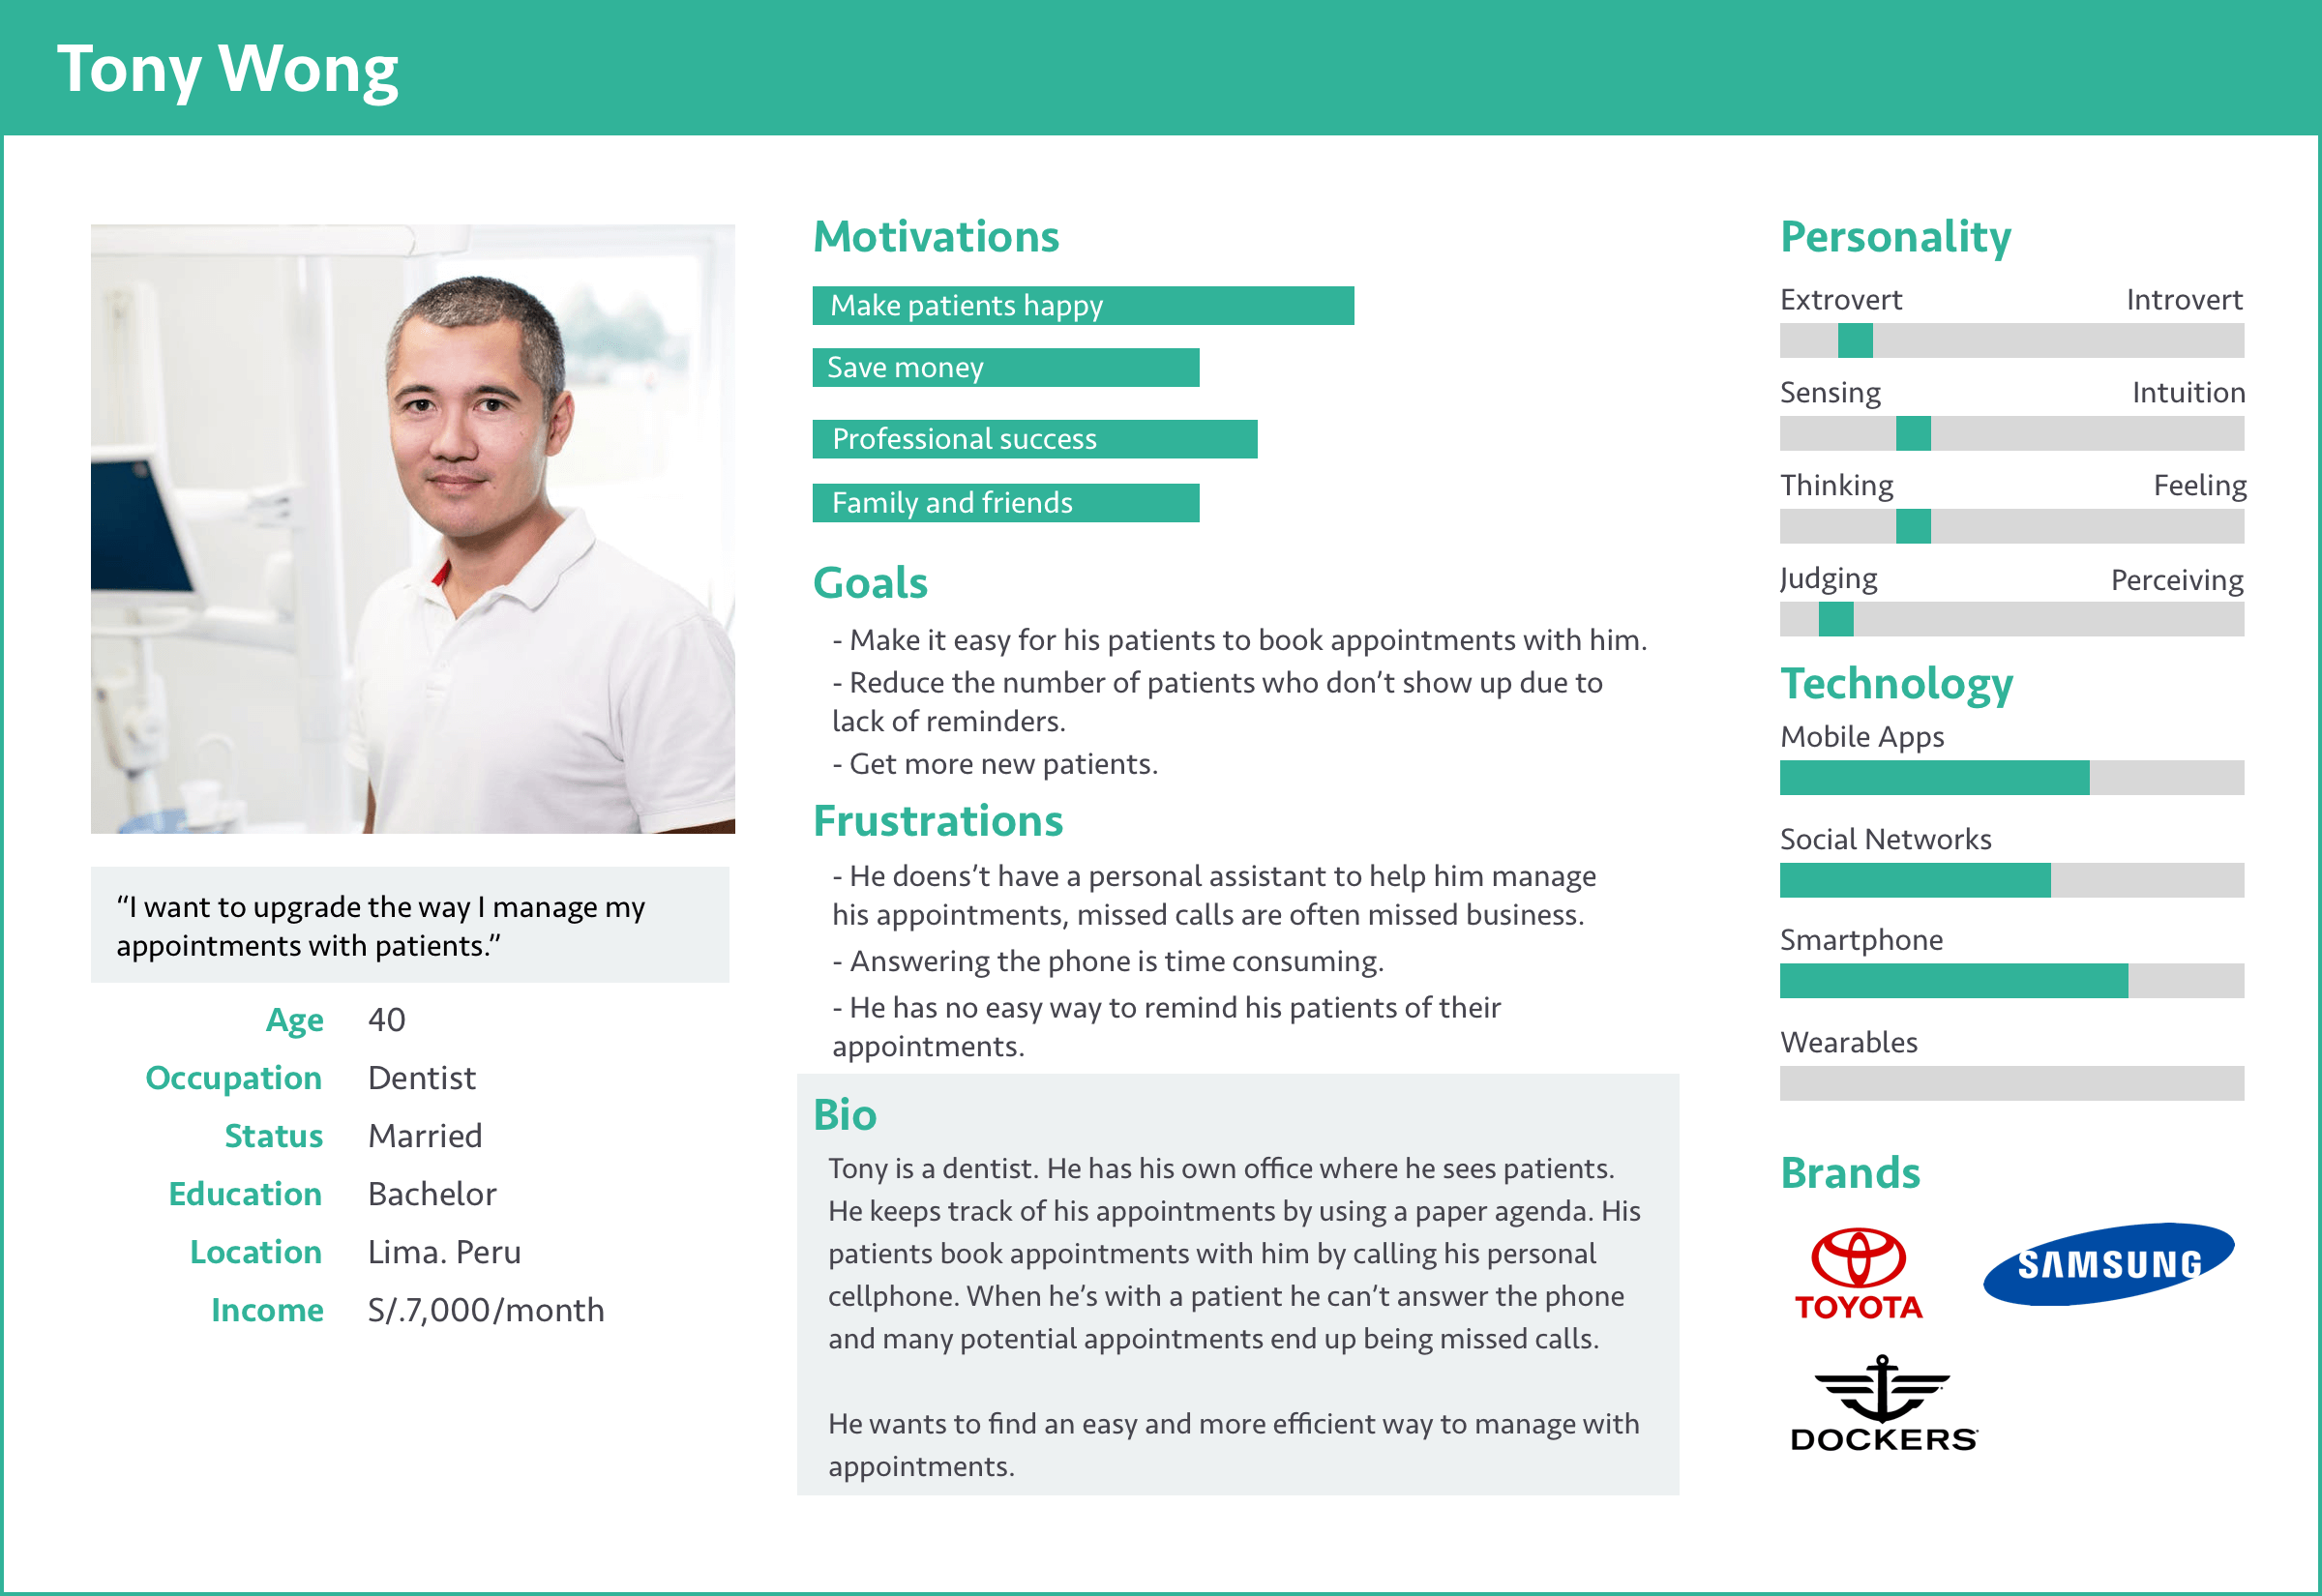 Tony Wong
“I want to upgrade the way I manage my
appointments with patients.”
Age 40
Occupation Dentist
Status Married
Education Bachelor
Location Lima. Peru
Income S/.7,000/month
Motivations
Make patients happy
Save money
Professional success
Family and friends
Goals
- Make it easy for his patients to book appointments with him.
- Reduce the number of patients who don’t show up due to
lack of reminders.
- Get more new patients.
Frustrations
- He doens’t have a personal assistant to help him manage
his appointments, missed calls are often missed business.
- Answering the phone is time consuming.
- He has no easy way to remind his patients of their
appointments.
Bio
Tony is a dentist. He has his own office where he sees patients.
He keeps track of his appointments by using a paper agenda. His
patients book appointments with him by calling his personal
cellphone. When he’s with a patient he can’t answer the phone
and many potential appointments end up being missed calls.
He wants to find an easy and more efficient way to manage with
appointments.
Personality
Extrovert Introvert
Sensing Intuition
Thinking Feeling
Judging Perceiving
Technology
Mobile Apps
Social Networks
Smartphone
Wearables
Brands
TOYOTA
SAMSUNG
DOCKERS